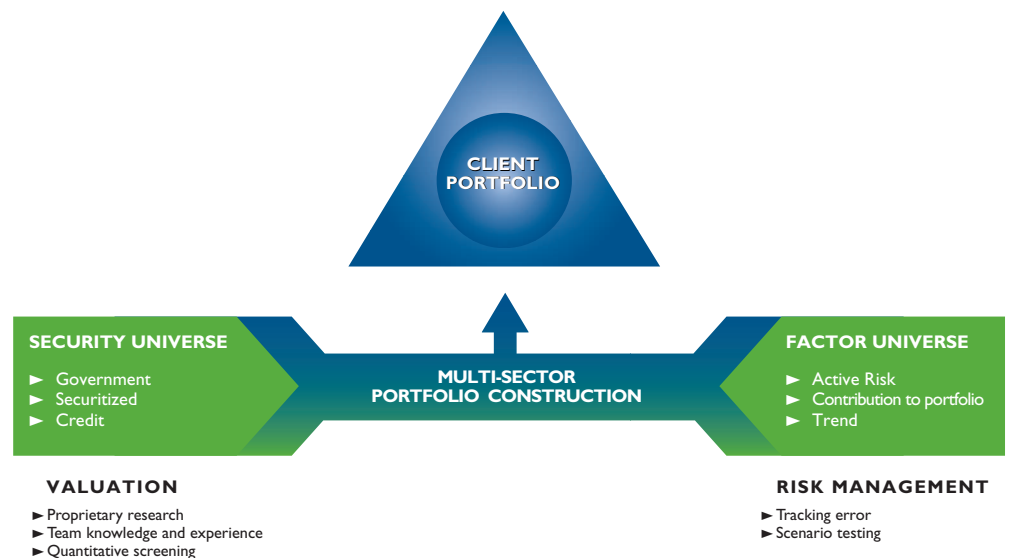 CLIENT
PORTFOLIO
SECURITY UNIVERSE
► Government
► Securitized
► Credit
MULTI-SECTOR
PORTFOLIO CONSTRUCTION
FACTOR UNIVERSE
► Active Risk
► Contribution to portfolio
► Trend
VALUATION
► Proprietary research
► Team knowledge and experience
► Quantitative screening
RISK MANAGEMENT
► Tracking error
► Scenario testing